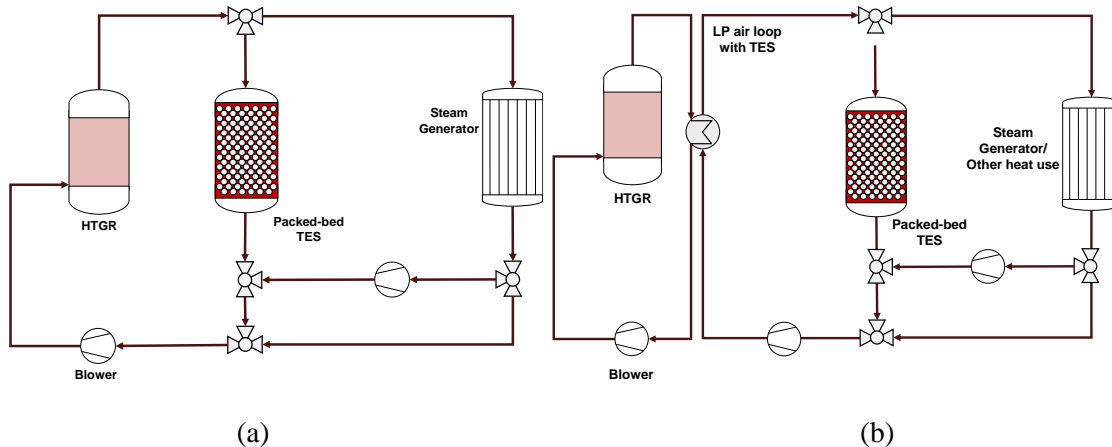 HTGR
Packed-bed
TES
Steam
Generator
Blower
(a)
LP air loop
with TES
HTGR
Packed-bed
TES
Steam
Generator/
Other heat use
Blower
(b)